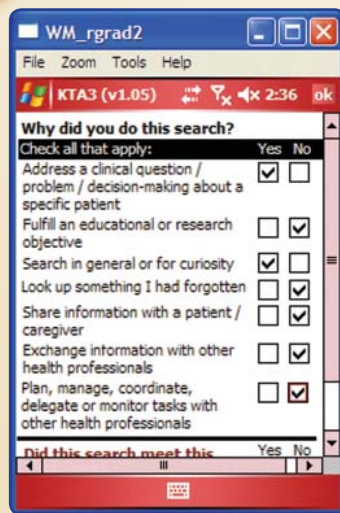 WM_rgrad2
File Zoom Tools Help
KTA3 (v1.05) 2:36 ok
Why did you do this search?
Check all that apply: Yes No
Address a clinical question /
problem / decision-making about a
specific patient
Fulfill an educational or research
objective
Search in general or for curiosity
Look up something I had forgotten
Share information with a patient /
caregiver
Exchange information with other
health professionals
Plan, manage, coordinate,
delegate or monitor tasks with
other health professionals
Did this search meet this Yes No